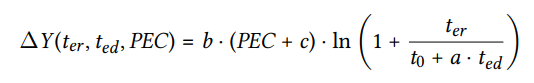 ΔY(t_er, t_ed, PEC) = b · (PEC + c) · ln(1 + t_er / (t_0 + a · t_ed))